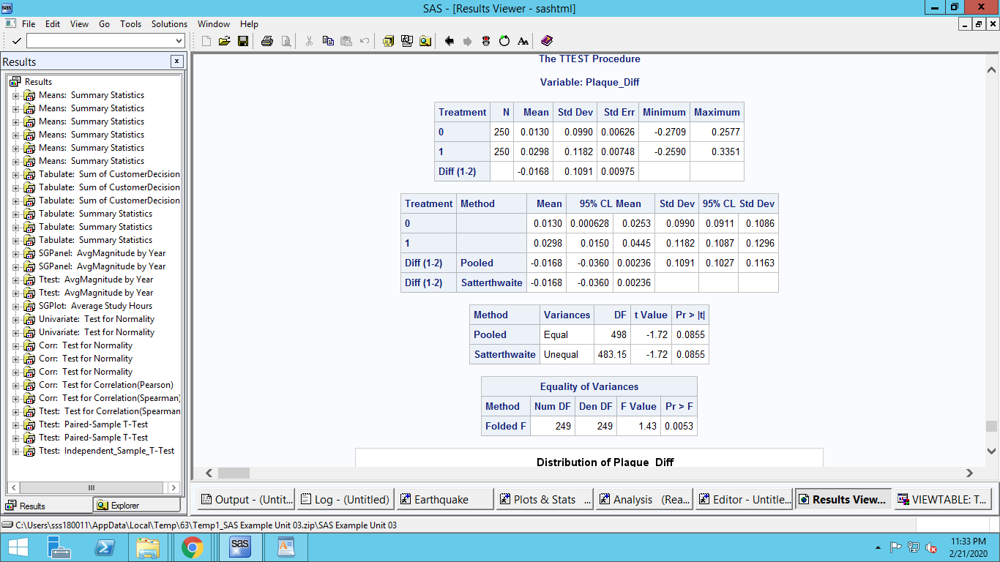 sas
SAS - [Results Viewer - sashtml]
File Edit View Go Tools Solutions Window Help
Results
Results
Means: Summary Statistics
Means: Summary Statistics
Means: Summary Statistics
Means: Summary Statistics
Means: Summary Statistics
Means: Summary Statistics
Tabulate: Sum of CustomerDecision
Tabulate: Sum of CustomerDecision
Tabulate: Sum of CustomerDecision
Tabulate: Summary Statistics
Tabulate: Summary Statistics
Tabulate: Summary Statistics
SGPanel: AvgMagnitude by Year
SGPanel: AvgMagnitude by Year
Ttest: AvgMagnitude by Year
Ttest: AvgMagnitude by Year
SGPlot: Average Study Hours
Univariate: Test for Normality
Univariate: Test for Normality
Corr: Test for Normality
Corr: Test for Normality
Corr: Test for Normality
Corr: Test for Correlation(Pearson)
Corr: Test for Correlation(Spearman)
Ttest: Test for Correlation(Spearman
Ttest: Paired-Sample T-Test
Ttest: Paired-Sample T-Test
Ttest: Independent_Sample_T-Test
Results Explorer
The TTEST Procedure
Variable: Plaque_Diff
Treatment N Mean Std Dev Std Err Minimum Maximum
0 250 0.0130 0.0990 0.00626 -0.2709 0.2577
1 250 0.0298 0.1182 0.00748 -0.2590 0.3351
Diff (1-2) -0.0168 0.1091 0.00975
Treatment Method Mean 95% CL Mean Std Dev 95% CL Std Dev
0 0.0130 0.000628 0.0253 0.0990 0.0911 0.1086
1 0.0298 0.0150 0.0445 0.1182 0.1087 0.1296
Diff (1-2) Pooled -0.0168 -0.0360 0.00236 0.1091 0.1027 0.1163
Diff (1-2) Satterthwaite -0.0168 -0.0360 0.00236
Method Variances DF t Value Pr > |t|
Pooled Equal 498 -1.72 0.0855
Satterthwaite Unequal 483.15 -1.72 0.0855
Equality of Variances
Method Num DF Den DF F Value Pr > F
Folded F 249 249 1.43 0.0053
Distribution of Plaque_Diff
Output - (Untit... Log - (Untitled) Earthquake Plots & Stats ... Analysis (Rea... Editor - Untitle... Results View... VIEWTABLE: T...
C:\Users\sss180011\AppData\Local\Temp\63\Temp1_SAS Example Unit 03.zip\SAS Example Unit 03
sas
11:33 PM
2/21/2020